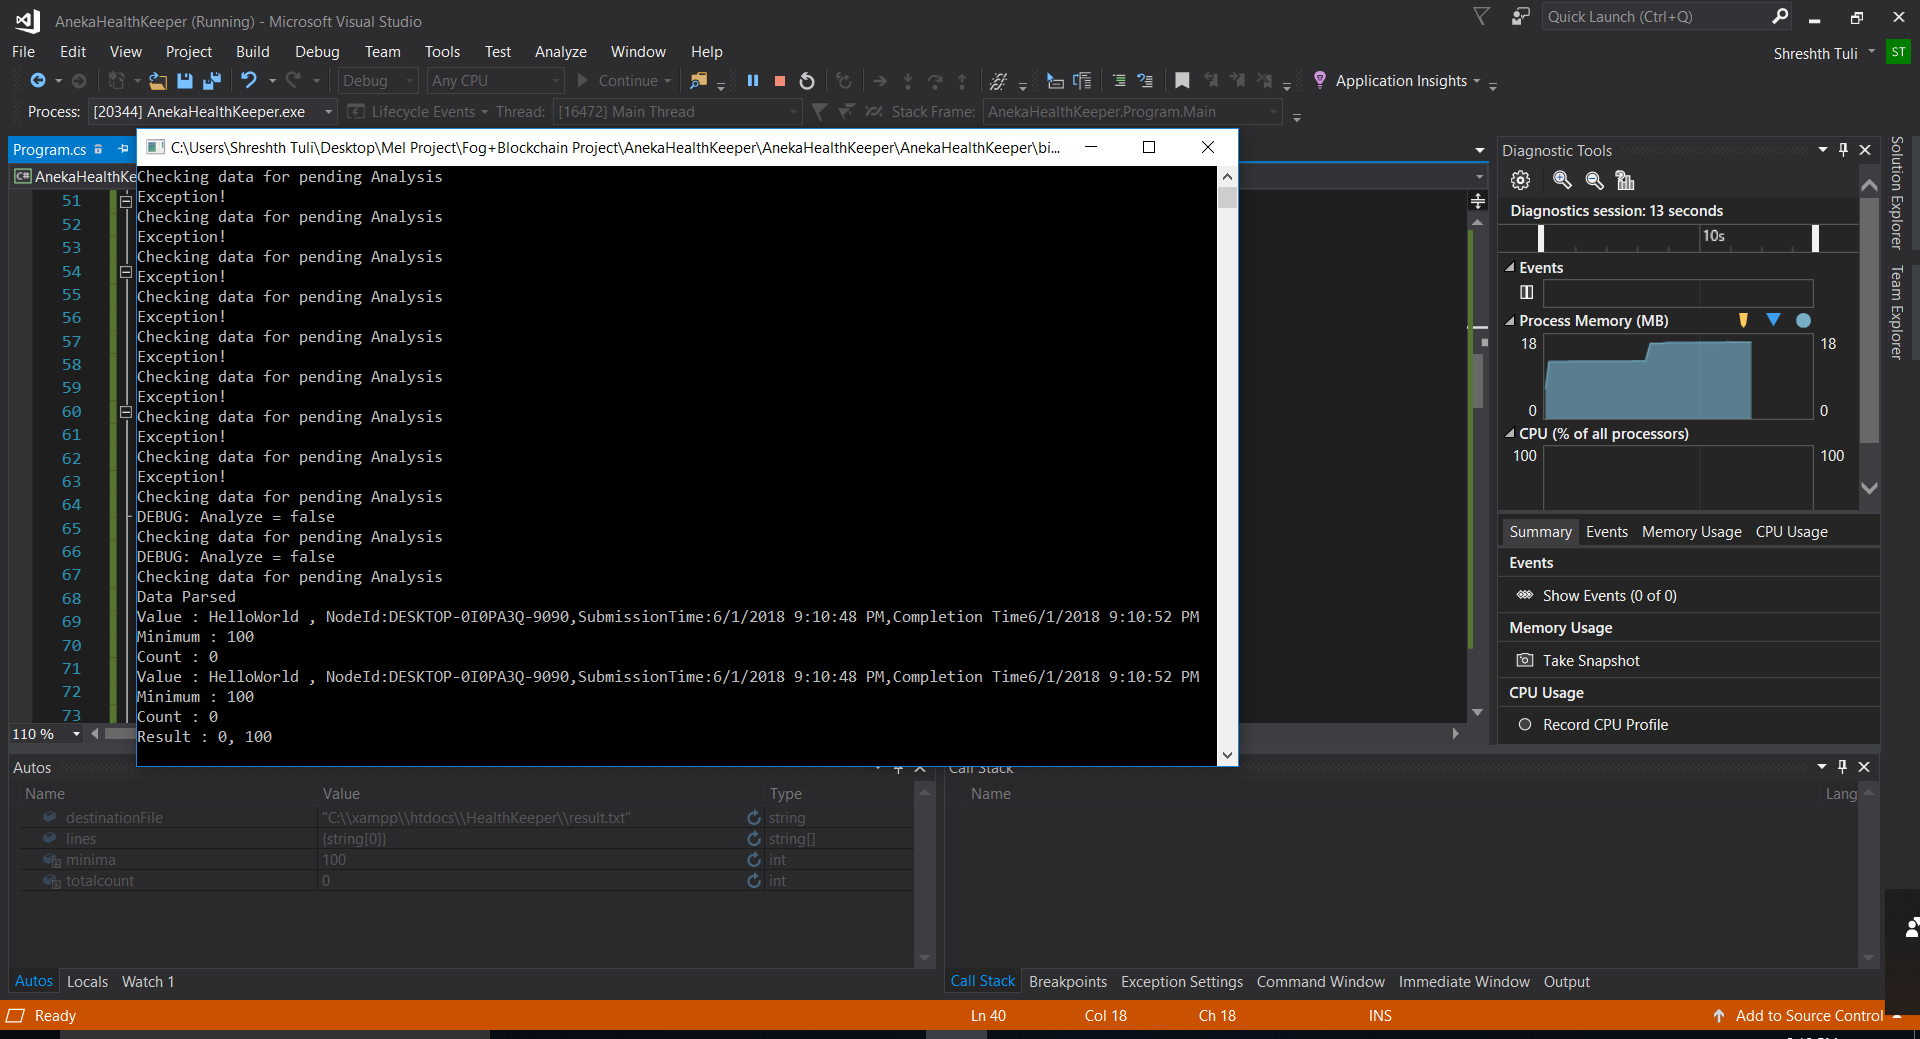 AnekaHealthKeeper (Running) - Microsoft Visual Studio
Quick Launch (Ctrl+Q)
File Edit View Project Build Debug Team Tools Test Analyze Window Help
Shreshth Tuli ST
Debug Any CPU Continue Application Insights
Process: [20344] AnekaHealthKeeper.exe Lifecycle Events Thread: [16472] Main Thread Stack Frame: AnekaHealthKeeper.Program.Main
Program.cs
AnekaHealthKe
51
52
53
54
55
56
57
58
59
60
61
62
63
64
65
66
67
68
69
70
71
72
73
110 %
C:\Users\Shreshth Tuli\Desktop\Mel Project\Fog+Blockchain Project\AnekaHealthKeeper\AnekaHealthKeeper\AnekaHealthKeeper\bi...
Checking data for pending Analysis
Exception!
Checking data for pending Analysis
Exception!
Checking data for pending Analysis
Exception!
Checking data for pending Analysis
Exception!
Checking data for pending Analysis
Exception!
Checking data for pending Analysis
Exception!
Checking data for pending Analysis
Exception!
Checking data for pending Analysis
Exception!
Checking data for pending Analysis
DEBUG: Analyze = false
Checking data for pending Analysis
DEBUG: Analyze = false
Checking data for pending Analysis
Data Parsed
Value : HelloWorld , NodeId:DESKTOP-0I0PA3Q-9090,SubmissionTime:6/1/2018 9:10:48 PM,Completion Time6/1/2018 9:10:52 PM
Minimum : 100
Count : 0
Value : HelloWorld , NodeId:DESKTOP-0I0PA3Q-9090,SubmissionTime:6/1/2018 9:10:48 PM,Completion Time6/1/2018 9:10:52 PM
Minimum : 100
Count : 0
Result : 0, 100
Diagnostic Tools
Diagnostics session: 13 seconds
10s
Events
Process Memory (MB)
18 18
0 0
CPU (% of all processors)
100 100
Summary Events Memory Usage CPU Usage
Events
Show Events (0 of 0)
Memory Usage
Take Snapshot
CPU Usage
Record CPU Profile
Solution Explorer
Team Explorer
Autos
Name Value Type
destinationFile "C:\\xampp\\htdocs\\HealthKeeper\\result.txt" string
lines {string[0]} string[]
minima 100 int
totalcount 0 int
Autos Locals Watch 1
Call Stack
Name Lang
Call Stack Breakpoints Exception Settings Command Window Immediate Window Output
Ready Ln 40 Col 18 Ch 18 INS Add to Source Control